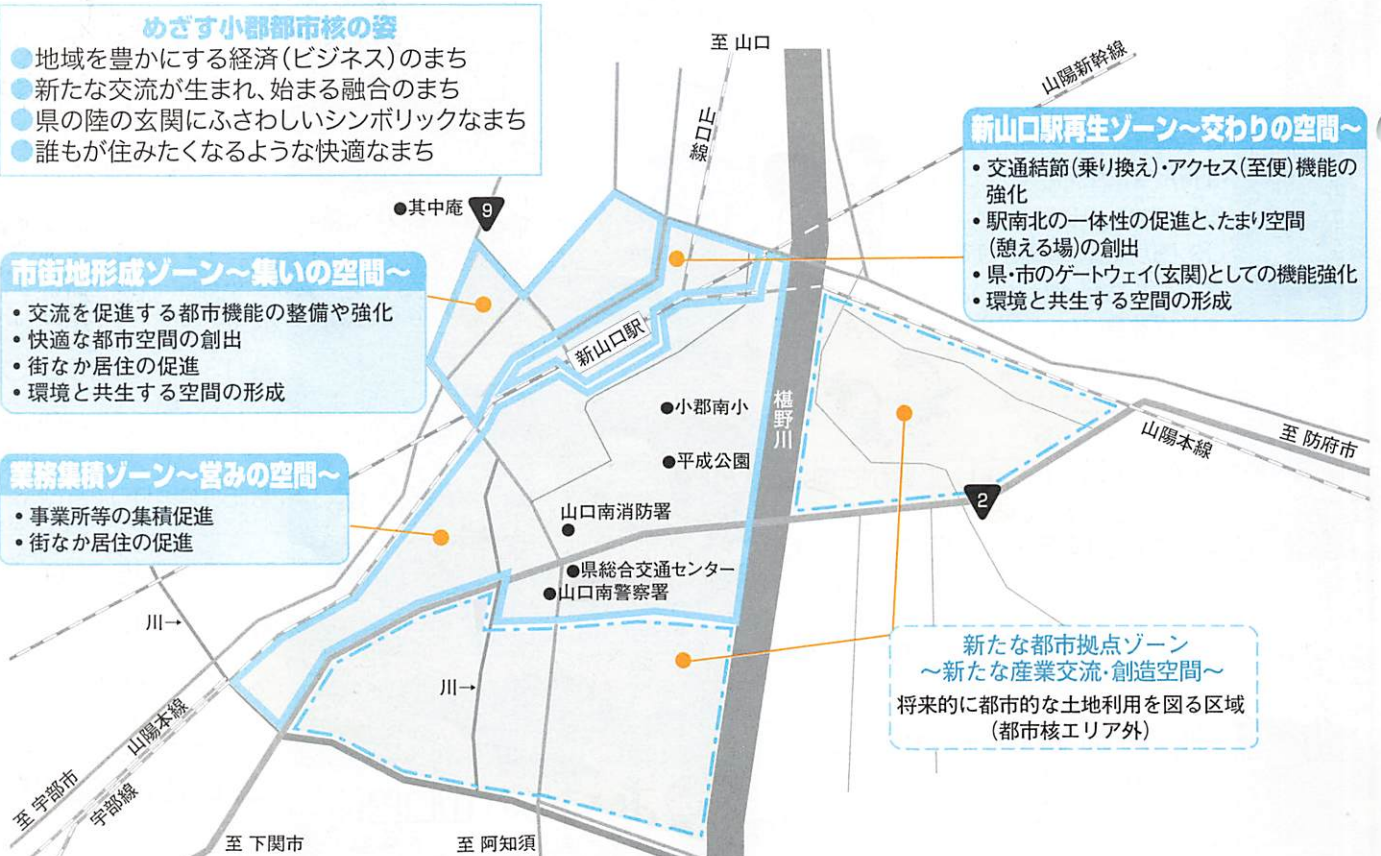 めざす小郡都市核の姿
●地域を豊かにする経済(ビジネス)のまち
●新たな交流が生まれ、始まる融合のまち
●県の陸の玄関にふさわしいシンボリックなまち
●誰もが住みたくなるような快適なまち
至 山口
山口線
山陽新幹線
新山口駅再生ゾーン～交わりの空間～
• 交通結節(乗り換え)・アクセス(至便)機能の
強化
• 駅南北の一体性の促進と、たまり空間
(憩える場)の創出
• 県・市のゲートウェイ(玄関)としての機能強化
• 環境と共生する空間の形成
●其中庵
9
市街地形成ゾーン～集いの空間～
• 交流を促進する都市機能の整備や強化
• 快適な都市空間の創出
• 街なか居住の促進
• 環境と共生する空間の形成
新山口駅
●小郡南小
椹野川
●平成公園
山陽本線
至 防府市
業務集積ゾーン～営みの空間～
• 事業所等の集積促進
• 街なか居住の促進
2
山口南消防署
●県総合交通センター
●山口南警察署
川→
川→
新たな都市拠点ゾーン
～新たな産業交流・創造空間～
将来的に都市的な土地利用を図る区域
(都市核エリア外)
山陽本線
至 宇部市
宇部線
至 下関市
至 阿知須